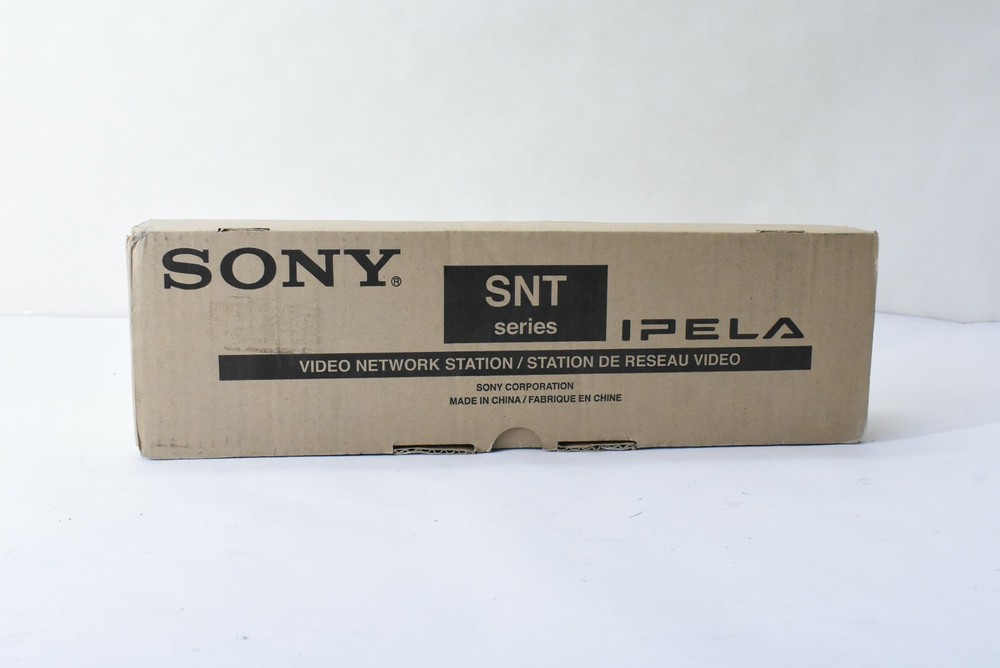 SONY®
SNT
series
IPELA
VIDEO NETWORK STATION / STATION DE RESEAU VIDEO
SONY CORPORATION
MADE IN CHINA / FABRIQUE EN CHINE